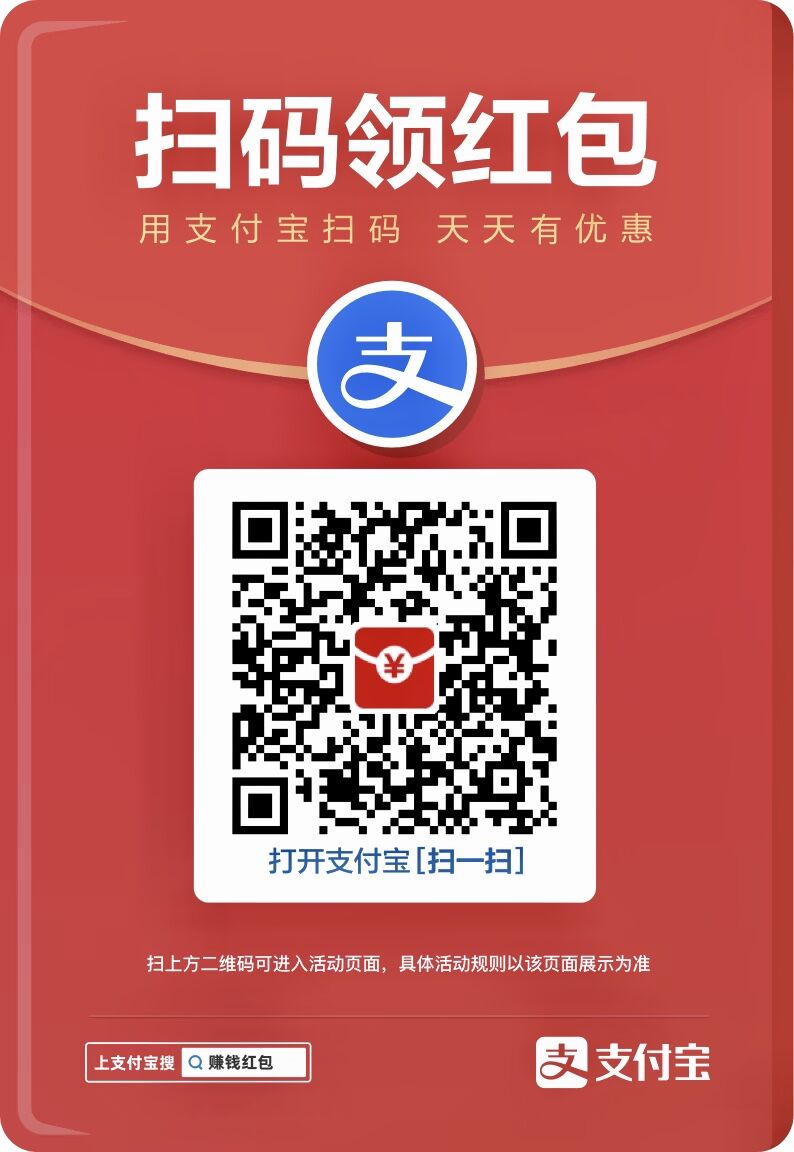 扫码领红包
用支付宝扫码 天天有优惠
支
¥
打开支付宝[扫一扫]
扫上方二维码可进入活动页面，具体活动规则以该页面展示为准
上支付宝搜 赚钱红包
支 支付宝